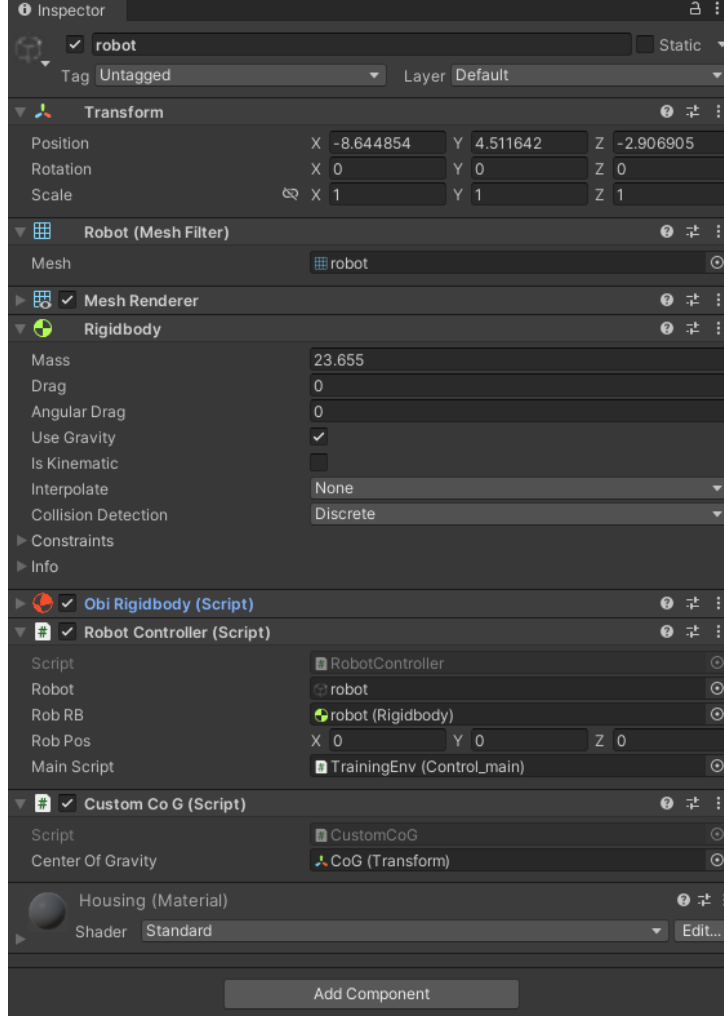 Inspector
robot Static
Tag Untagged Layer Default
Transform
Position X -8.644854 Y 4.511642 Z -2.906905
Rotation X 0 Y 0 Z 0
Scale X 1 Y 1 Z 1
Robot (Mesh Filter)
Mesh robot
Mesh Renderer
Rigidbody
Mass 23.655
Drag 0
Angular Drag 0
Use Gravity
Is Kinematic
Interpolate None
Collision Detection Discrete
Constraints
Info
Obi Rigidbody (Script)
# Robot Controller (Script)
Script # RobotController
Robot robot
Rob RB robot (Rigidbody)
Rob Pos X 0 Y 0 Z 0
Main Script # TrainingEnv (Control_main)
# Custom Co G (Script)
Script # CustomCoG
Center Of Gravity CoG (Transform)
Housing (Material)
Shader Standard Edit...
Add Component